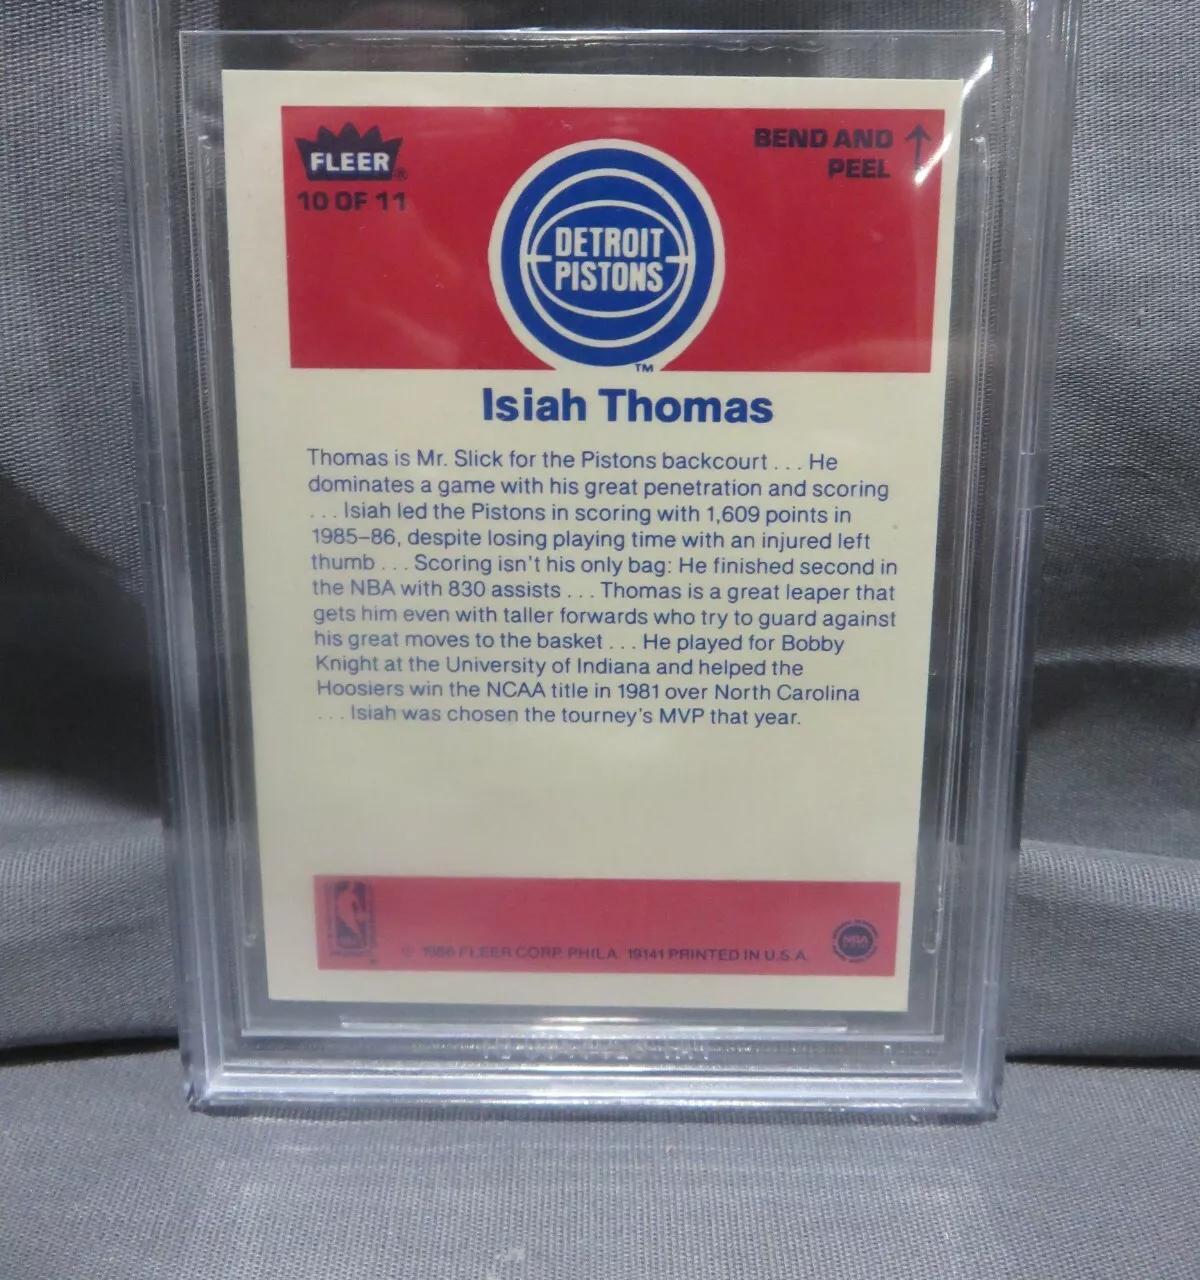 FLEER®
10 OF 11
BEND AND
PEEL
DETROIT
PISTONS
TM
Isiah Thomas
Thomas is Mr. Slick for the Pistons backcourt . . . He
dominates a game with his great penetration and scoring
. . . Isiah led the Pistons in scoring with 1,609 points in
1985–86, despite losing playing time with an injured left
thumb . . . Scoring isn't his only bag: He finished second in
the NBA with 830 assists . . . Thomas is a great leaper that
gets him even with taller forwards who try to guard against
his great moves to the basket . . . He played for Bobby
Knight at the University of Indiana and helped the
Hoosiers win the NCAA title in 1981 over North Carolina
. . . Isiah was chosen the tourney's MVP that year.
© 1986 FLEER CORP. PHILA. 19141 PRINTED IN U.S.A.
NBA